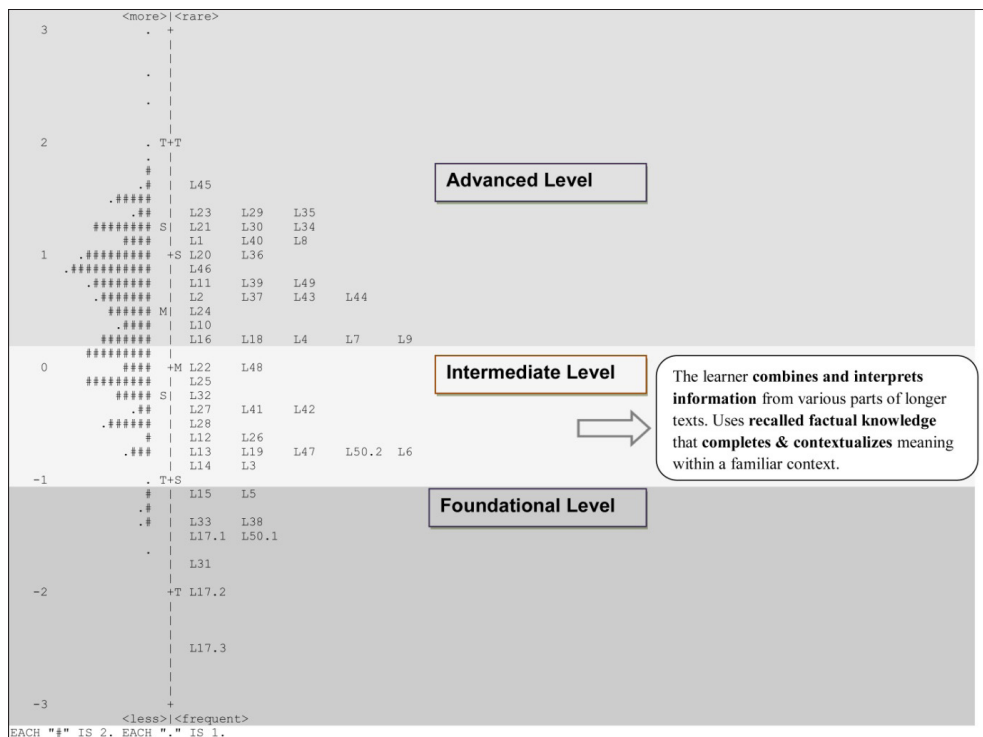 <more>|<rare>
3 . +
|
|
. |
|
. |
|
|
2 . T+T
. |
# |
.# | L45
.##### |
.## | L23 L29 L35
######## S| L21 L30 L34
#### | L1 L40 L8
1 .######### +S L20 L36
.########### | L46
.######## | L11 L39 L49
.####### | L2 L37 L43 L44
###### M| L24
.#### | L10
####### | L16 L18 L4 L7 L9
######### |
0 #### +M L22 L48
######### | L25
##### S| L32
.## | L27 L41 L42
.###### | L28
# | L12 L26
.### | L13 L19 L47 L50.2 L6
| L14 L3
-1 . T+S
# | L15 L5
.# |
.# | L33 L38
| L17.1 L50.1
. |
| L31
|
-2 +T L17.2
|
|
|
| L17.3
|
|
|
-3 +
<less>|<frequent>
EACH "#" IS 2. EACH "." IS 1.
Advanced Level
Intermediate Level
The learner combines and interprets
information from various parts of longer
texts. Uses recalled factual knowledge
that completes & contextualizes meaning
within a familiar context.
Foundational Level